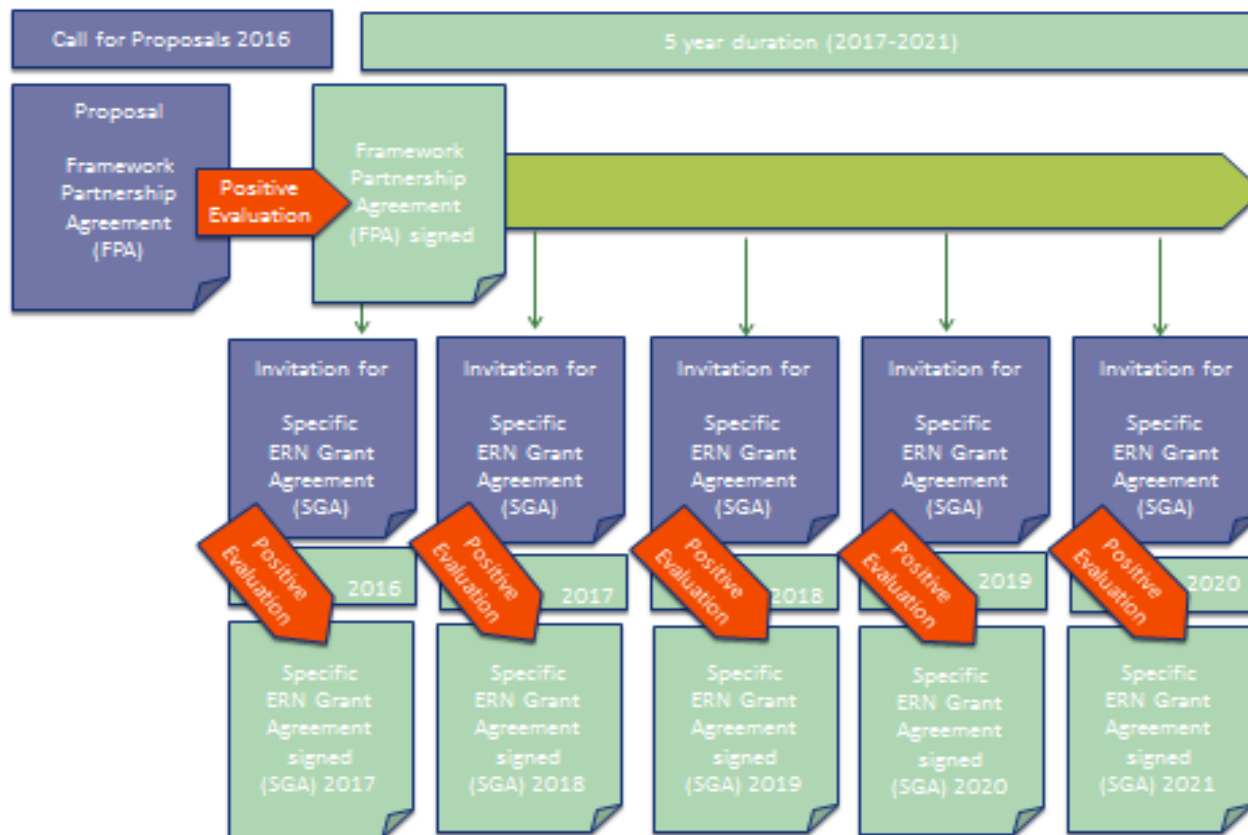 Call for Proposals 2016
5 year duration (2017-2021)
Proposal
Framework
Partnership
Agreement
(FPA)
Positive
Evaluation
Framework
Partnership
Agreement
(FPA) signed
Invitation for
Specific
ERN Grant
Agreement
(SGA)
Invitation for
Specific
ERN Grant
Agreement
(SGA)
Invitation for
Specific
ERN Grant
Agreement
(SGA)
Invitation for
Specific
ERN Grant
Agreement
(SGA)
Invitation for
Specific
ERN Grant
Agreement
(SGA)
Positive
Evaluation
2016
Positive
Evaluation
2017
Positive
Evaluation
2018
Positive
Evaluation
2019
Positive
Evaluation
2020
Specific
ERN Grant
Agreement
signed
(SGA) 2017
Specific
ERN Grant
Agreement
signed
(SGA) 2018
Specific
ERN Grant
Agreement
signed
(SGA) 2019
Specific
ERN Grant
Agreement
signed
(SGA) 2020
Specific
ERN Grant
Agreement
signed
(SGA) 2021